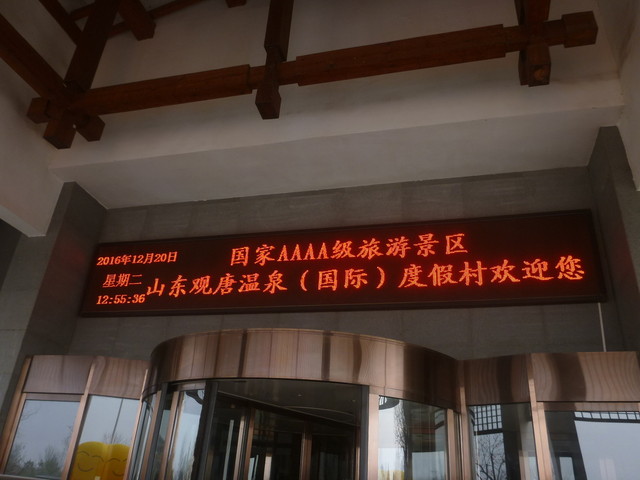 2016年12月20日
星期二
12:55:36
国家AAAA级旅游景区
山东观唐温泉（国际）度假村欢迎您